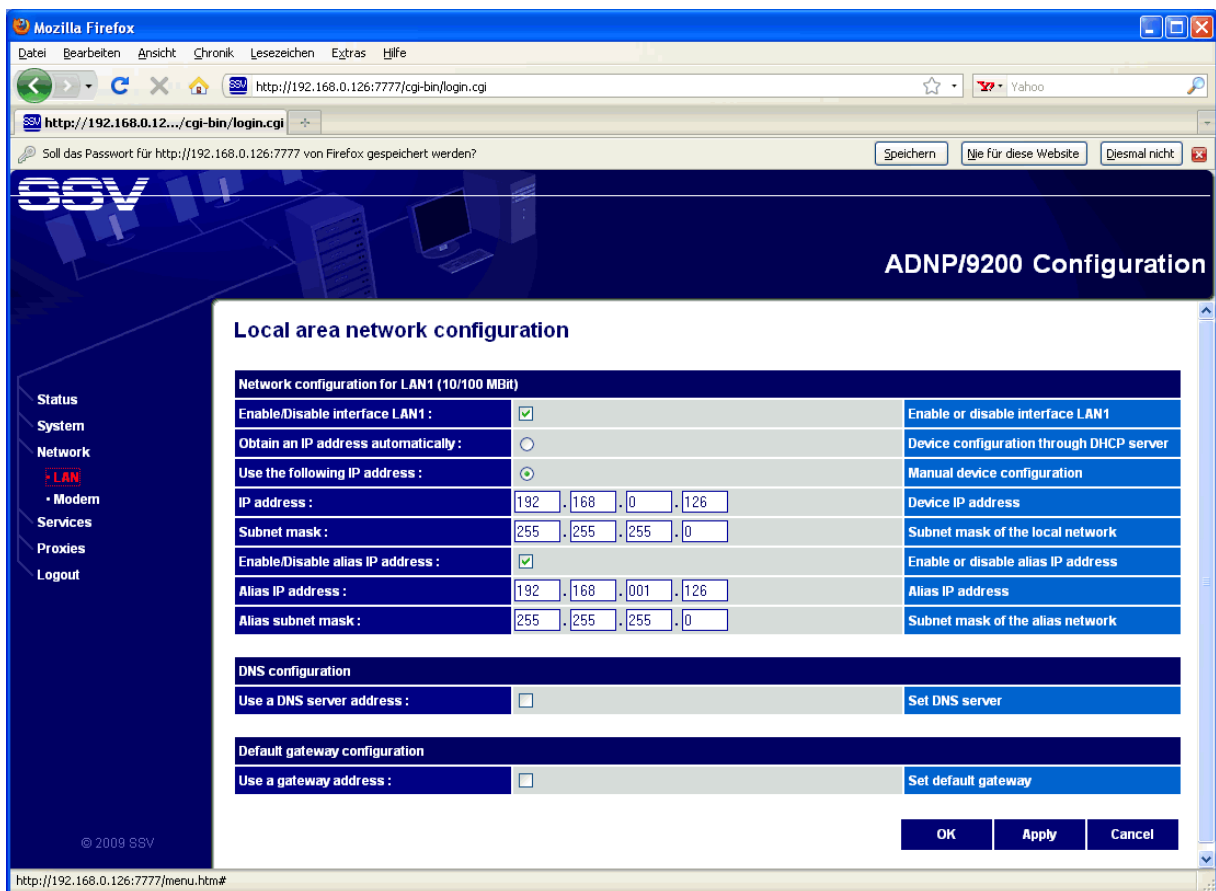 Mozilla Firefox
Datei Bearbeiten Ansicht Chronik Lesezeichen Extras Hilfe
http://192.168.0.126:7777/cgi-bin/login.cgi
Yahoo
http://192.168.0.12.../cgi-bin/login.cgi
Soll das Passwort für http://192.168.0.126:7777 von Firefox gespeichert werden? Speichern Nie für diese Website Diesmal nicht
SSV
ADNP/9200 Configuration
Status
System
Network
• LAN
• Modem
Services
Proxies
Logout
© 2009 SSV
Local area network configuration
Network configuration for LAN1 (10/100 MBit)
Enable/Disable interface LAN1 : Enable or disable interface LAN1
Obtain an IP address automatically : Device configuration through DHCP server
Use the following IP address : Manual device configuration
IP address : 192 . 168 . 0 . 126 Device IP address
Subnet mask : 255 . 255 . 255 . 0 Subnet mask of the local network
Enable/Disable alias IP address : Enable or disable alias IP address
Alias IP address : 192 . 168 . 001 . 126 Alias IP address
Alias subnet mask : 255 . 255 . 255 . 0 Subnet mask of the alias network
DNS configuration
Use a DNS server address : Set DNS server
Default gateway configuration
Use a gateway address : Set default gateway
OK Apply Cancel
http://192.168.0.126:7777/menu.htm#